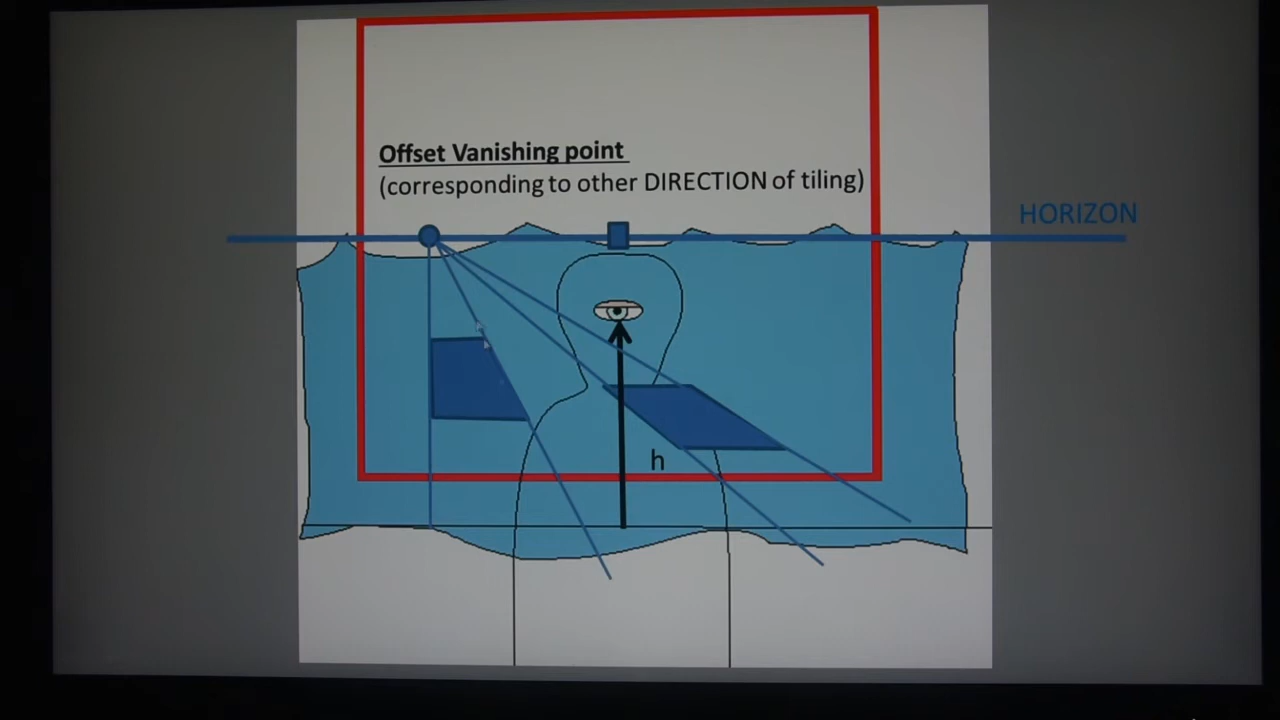 Offset Vanishing point
(corresponding to other DIRECTION of tiling)
HORIZON
h